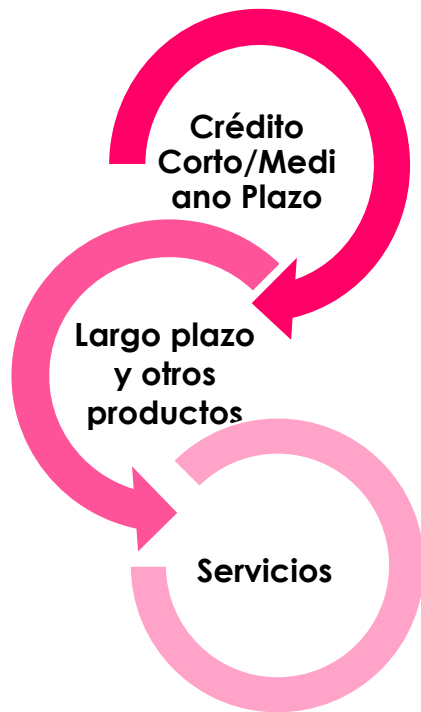 Crédito
Corto/Medi
ano Plazo
Largo plazo
y otros
productos
Servicios